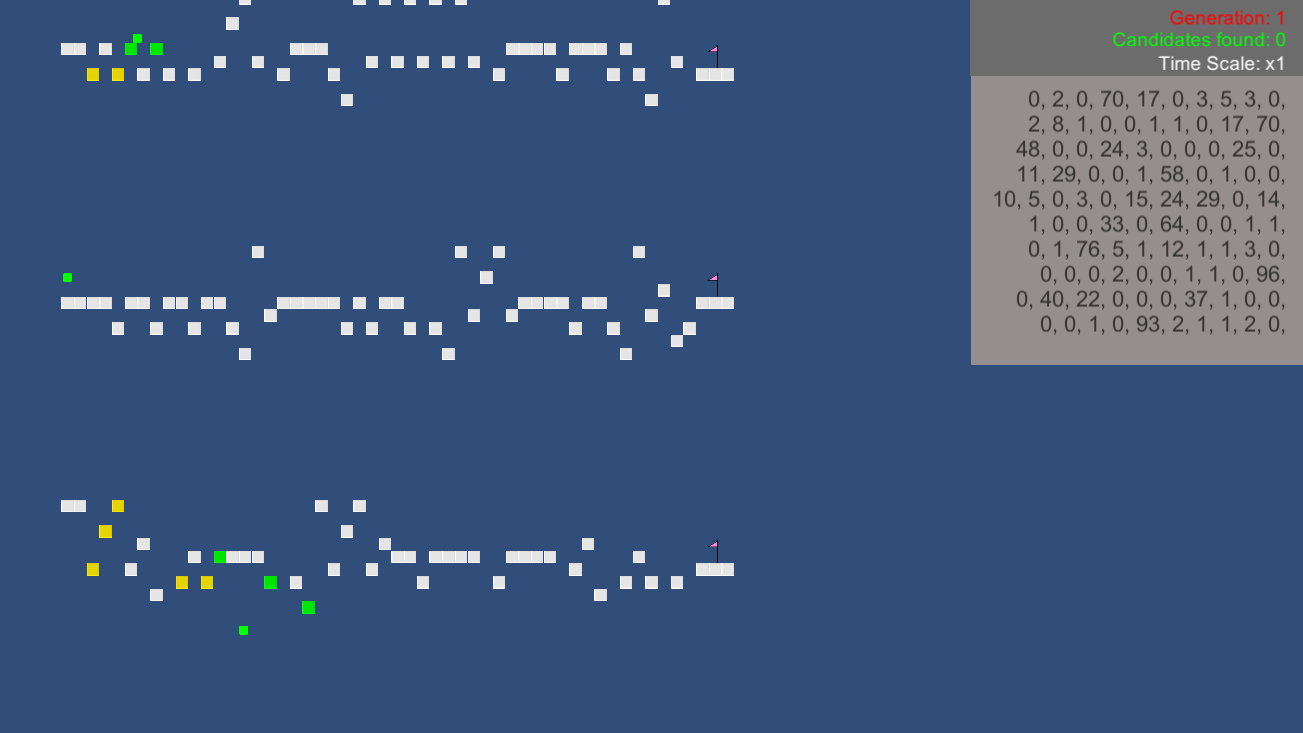 Generation: 1
Candidates found: 0
Time Scale: x1
0, 2, 0, 70, 17, 0, 3, 5, 3, 0,
2, 8, 1, 0, 0, 1, 1, 0, 17, 70,
48, 0, 0, 24, 3, 0, 0, 0, 25, 0,
11, 29, 0, 0, 1, 58, 0, 1, 0, 0,
10, 5, 0, 3, 0, 15, 24, 29, 0, 14,
1, 0, 0, 33, 0, 64, 0, 0, 1, 1,
0, 1, 76, 5, 1, 12, 1, 1, 3, 0,
0, 0, 0, 2, 0, 0, 1, 1, 0, 96,
0, 40, 22, 0, 0, 0, 37, 1, 0, 0,
0, 0, 1, 0, 93, 2, 1, 1, 2, 0,